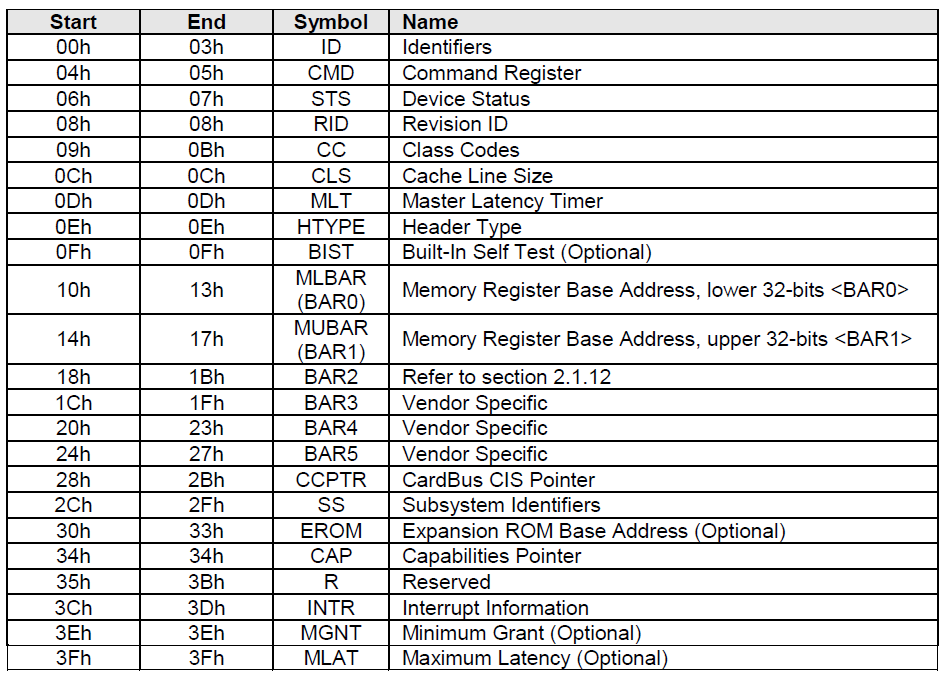 Start End Symbol Name
00h 03h ID Identifiers
04h 05h CMD Command Register
06h 07h STS Device Status
08h 08h RID Revision ID
09h 0Bh CC Class Codes
0Ch 0Ch CLS Cache Line Size
0Dh 0Dh MLT Master Latency Timer
0Eh 0Eh HTYPE Header Type
0Fh 0Fh BIST Built-In Self Test (Optional)
10h 13h MLBAR (BAR0) Memory Register Base Address, lower 32-bits <BAR0>
14h 17h MUBAR (BAR1) Memory Register Base Address, upper 32-bits <BAR1>
18h 1Bh BAR2 Refer to section 2.1.12
1Ch 1Fh BAR3 Vendor Specific
20h 23h BAR4 Vendor Specific
24h 27h BAR5 Vendor Specific
28h 2Bh CCPTR CardBus CIS Pointer
2Ch 2Fh SS Subsystem Identifiers
30h 33h EROM Expansion ROM Base Address (Optional)
34h 34h CAP Capabilities Pointer
35h 3Bh R Reserved
3Ch 3Dh INTR Interrupt Information
3Eh 3Eh MGNT Minimum Grant (Optional)
3Fh 3Fh MLAT Maximum Latency (Optional)